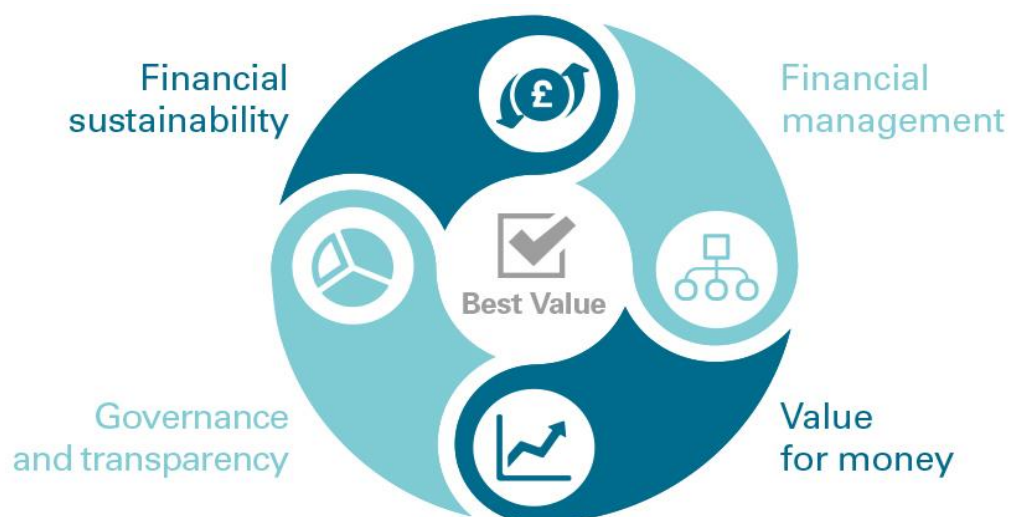 Financial
sustainability
Financial
management
£
Best Value
Governance
and transparency
Value
for money